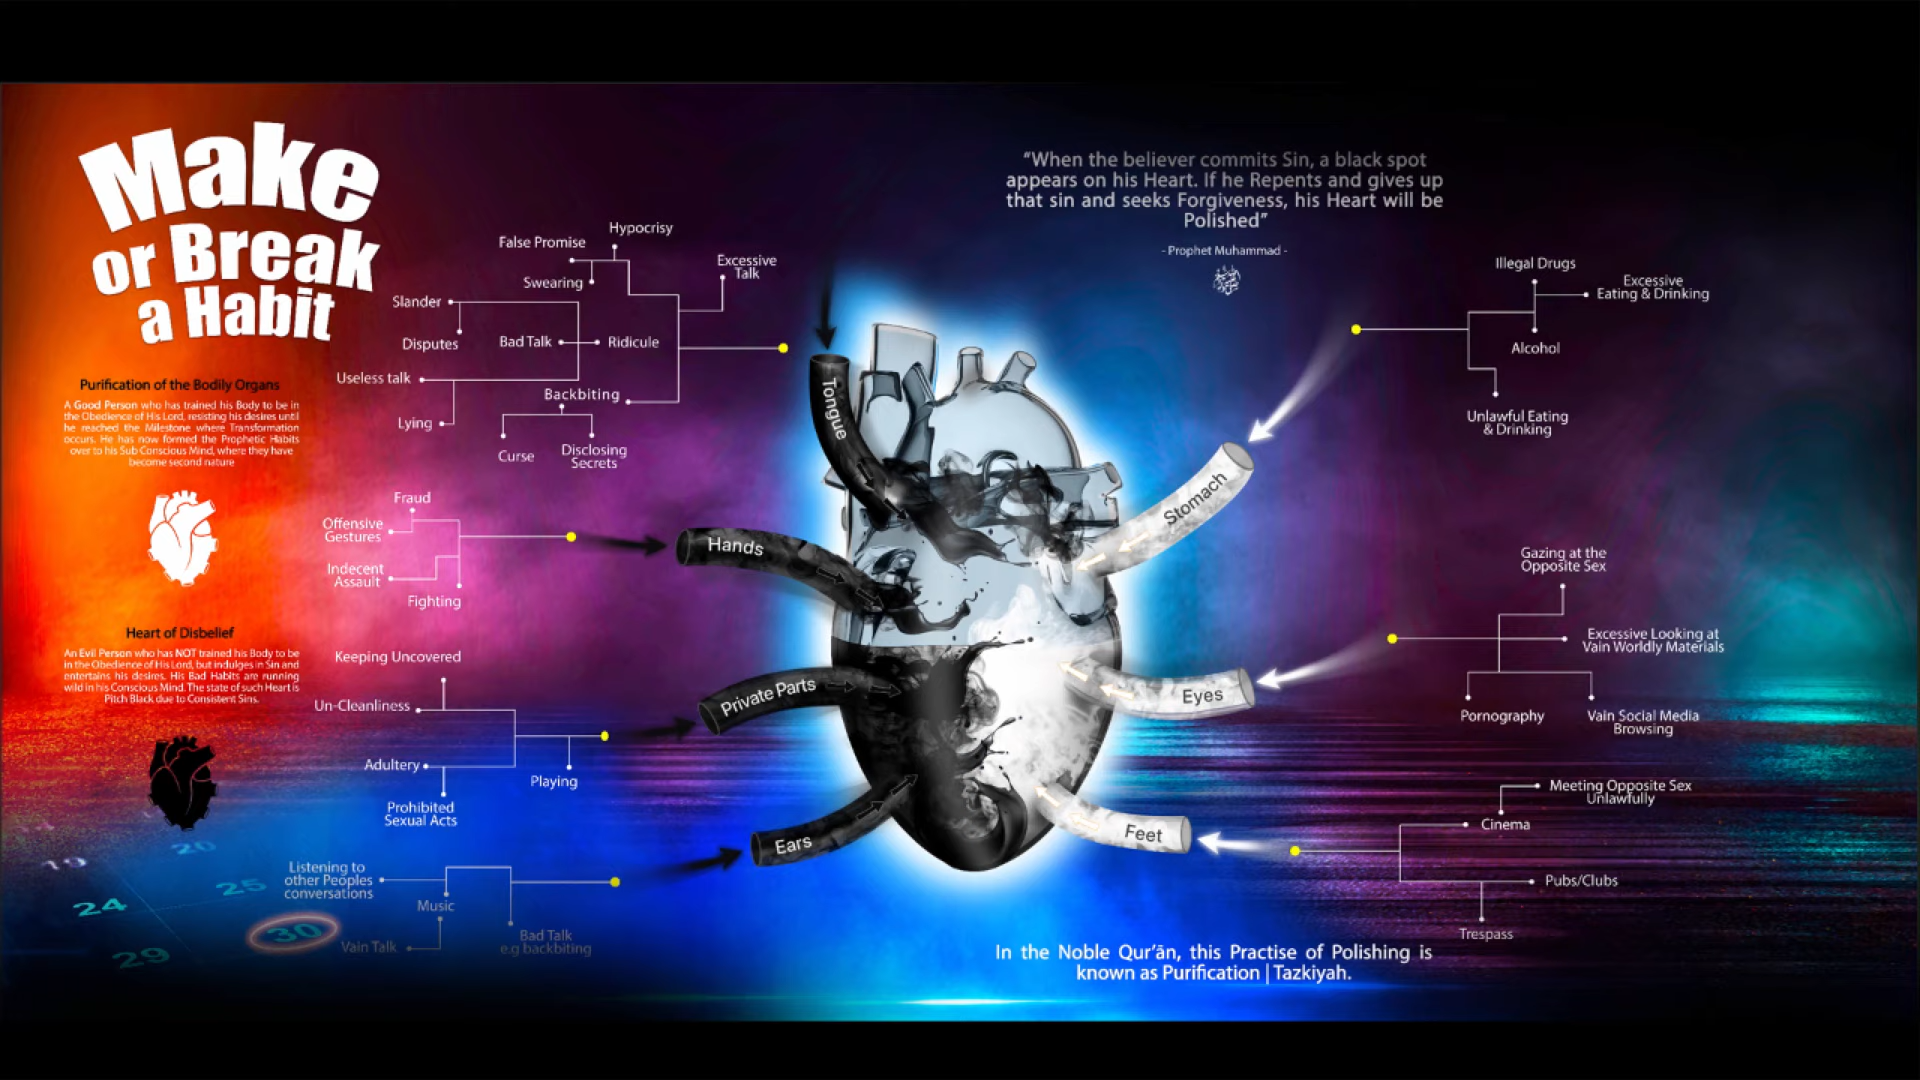 Make
or Break
a Habit
Purification of the Bodily Organs
A Good Person who has trained his Body to be in
the Obedience of His Lord, resisting his desires until
he reached the Milestone where Transformation
occurs. He has now formed the Prophetic Habits
over to his Sub Conscious Mind, where they have
become second nature
Heart of Disbelief
An Evil Person who has NOT trained his Body to be
in the Obedience of His Lord, but indulges in Sin and
entertains his desires. His Bad Habits are running
wild in his Conscious Mind. The state of such Heart is
Pitch Black due to Consistent Sins.
19
20
24
25
29
30
Hypocrisy
False Promise
Swearing
Excessive
Talk
Slander
Disputes
Bad Talk
Ridicule
Useless talk
Backbiting
Lying
Curse
Disclosing
Secrets
Fraud
Offensive
Gestures
Indecent
Assault
Fighting
Keeping Uncovered
Un-Cleanliness
Adultery
Playing
Prohibited
Sexual Acts
Listening to
other Peoples
conversations
Music
Vain Talk
Bad Talk
e.g backbiting
Tongue
Hands
Private Parts
Ears
Stomach
Eyes
Feet
"When the believer commits Sin, a black spot
appears on his Heart. If he Repents and gives up
that sin and seeks Forgiveness, his Heart will be
Polished"
- Prophet Muhammad -
Illegal Drugs
Excessive
Eating & Drinking
Alcohol
Unlawful Eating
& Drinking
Gazing at the
Opposite Sex
Excessive Looking at
Vain Worldly Materials
Pornography
Vain Social Media
Browsing
Meeting Opposite Sex
Unlawfully
Cinema
Pubs/Clubs
Trespass
In the Noble Qur'ān, this Practise of Polishing is
known as Purification | Tazkiyah.